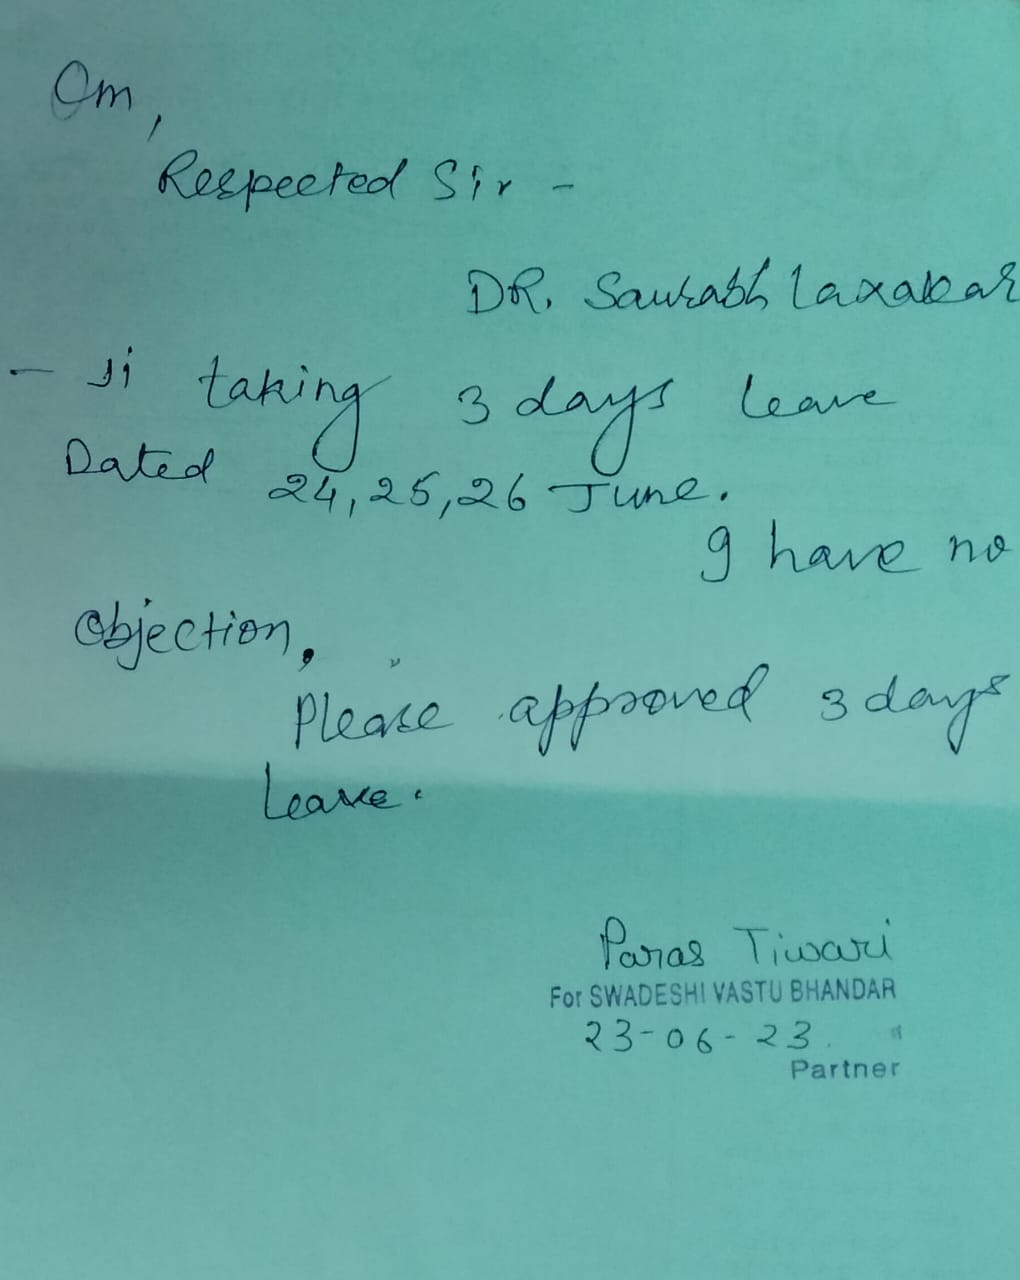 Om,
Respected Sir -
DR. Saurabh Laxakar
- Ji taking 3 days leave
Dated 24, 25, 26 June.
I have no
objection,
Please approved 3 days
Leave.
Paras Tiwari
For SWADESHI VASTU BHANDAR
23-06-23.
Partner